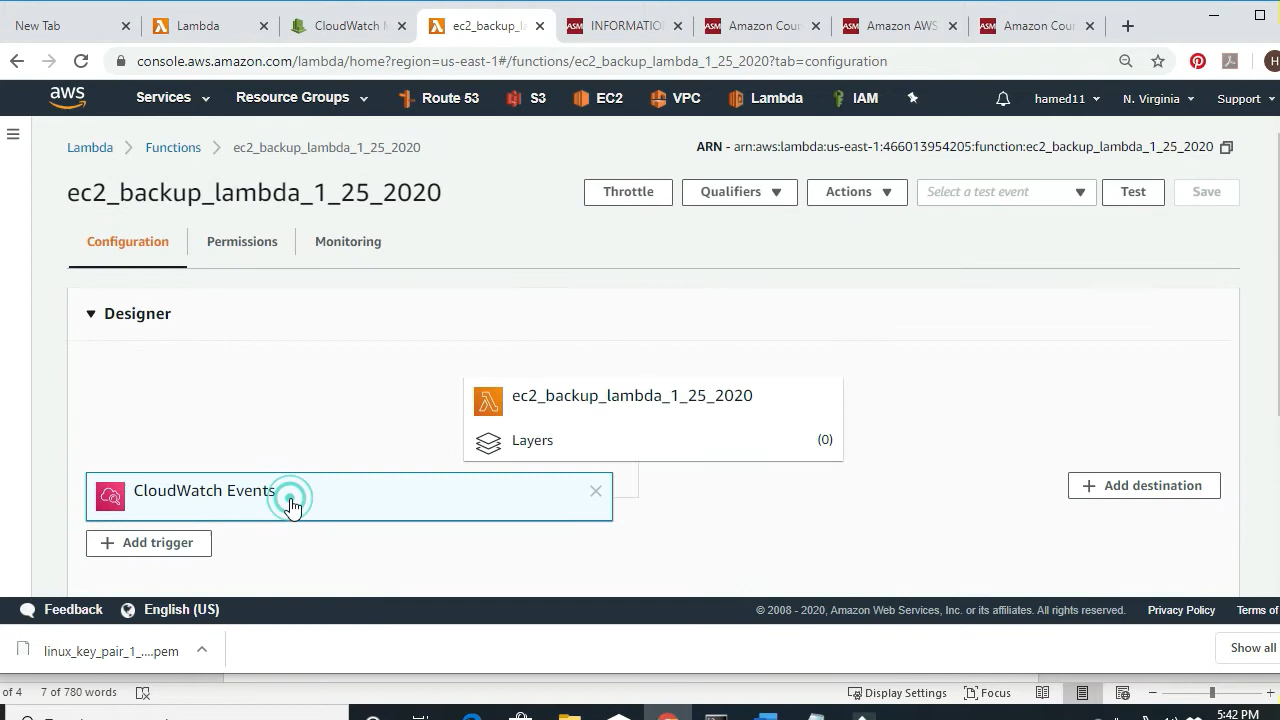 New Tab
Lambda
CloudWatch M
ec2_backup_la
ASM INFORMATIO
ASM Amazon Cou
ASM Amazon AWS
ASM Amazon Cou
console.aws.amazon.com/lambda/home?region=us-east-1#/functions/ec2_backup_lambda_1_25_2020?tab=configuration
aws Services Resource Groups Route 53 S3 EC2 VPC Lambda IAM hamed11 N. Virginia Support
Lambda Functions ec2_backup_lambda_1_25_2020
ARN - arn:aws:lambda:us-east-1:466013954205:function:ec2_backup_lambda_1_25_2020
ec2_backup_lambda_1_25_2020
Throttle Qualifiers Actions Select a test event Test Save
Configuration Permissions Monitoring
Designer
ec2_backup_lambda_1_25_2020
Layers (0)
CloudWatch Events
Add destination
Add trigger
Feedback English (US) © 2008 - 2020, Amazon Web Services, Inc. or its affiliates. All rights reserved. Privacy Policy Terms of
linux_key_pair_1_....pem Show all
of 4 7 of 780 words Display Settings Focus
5:42 PM